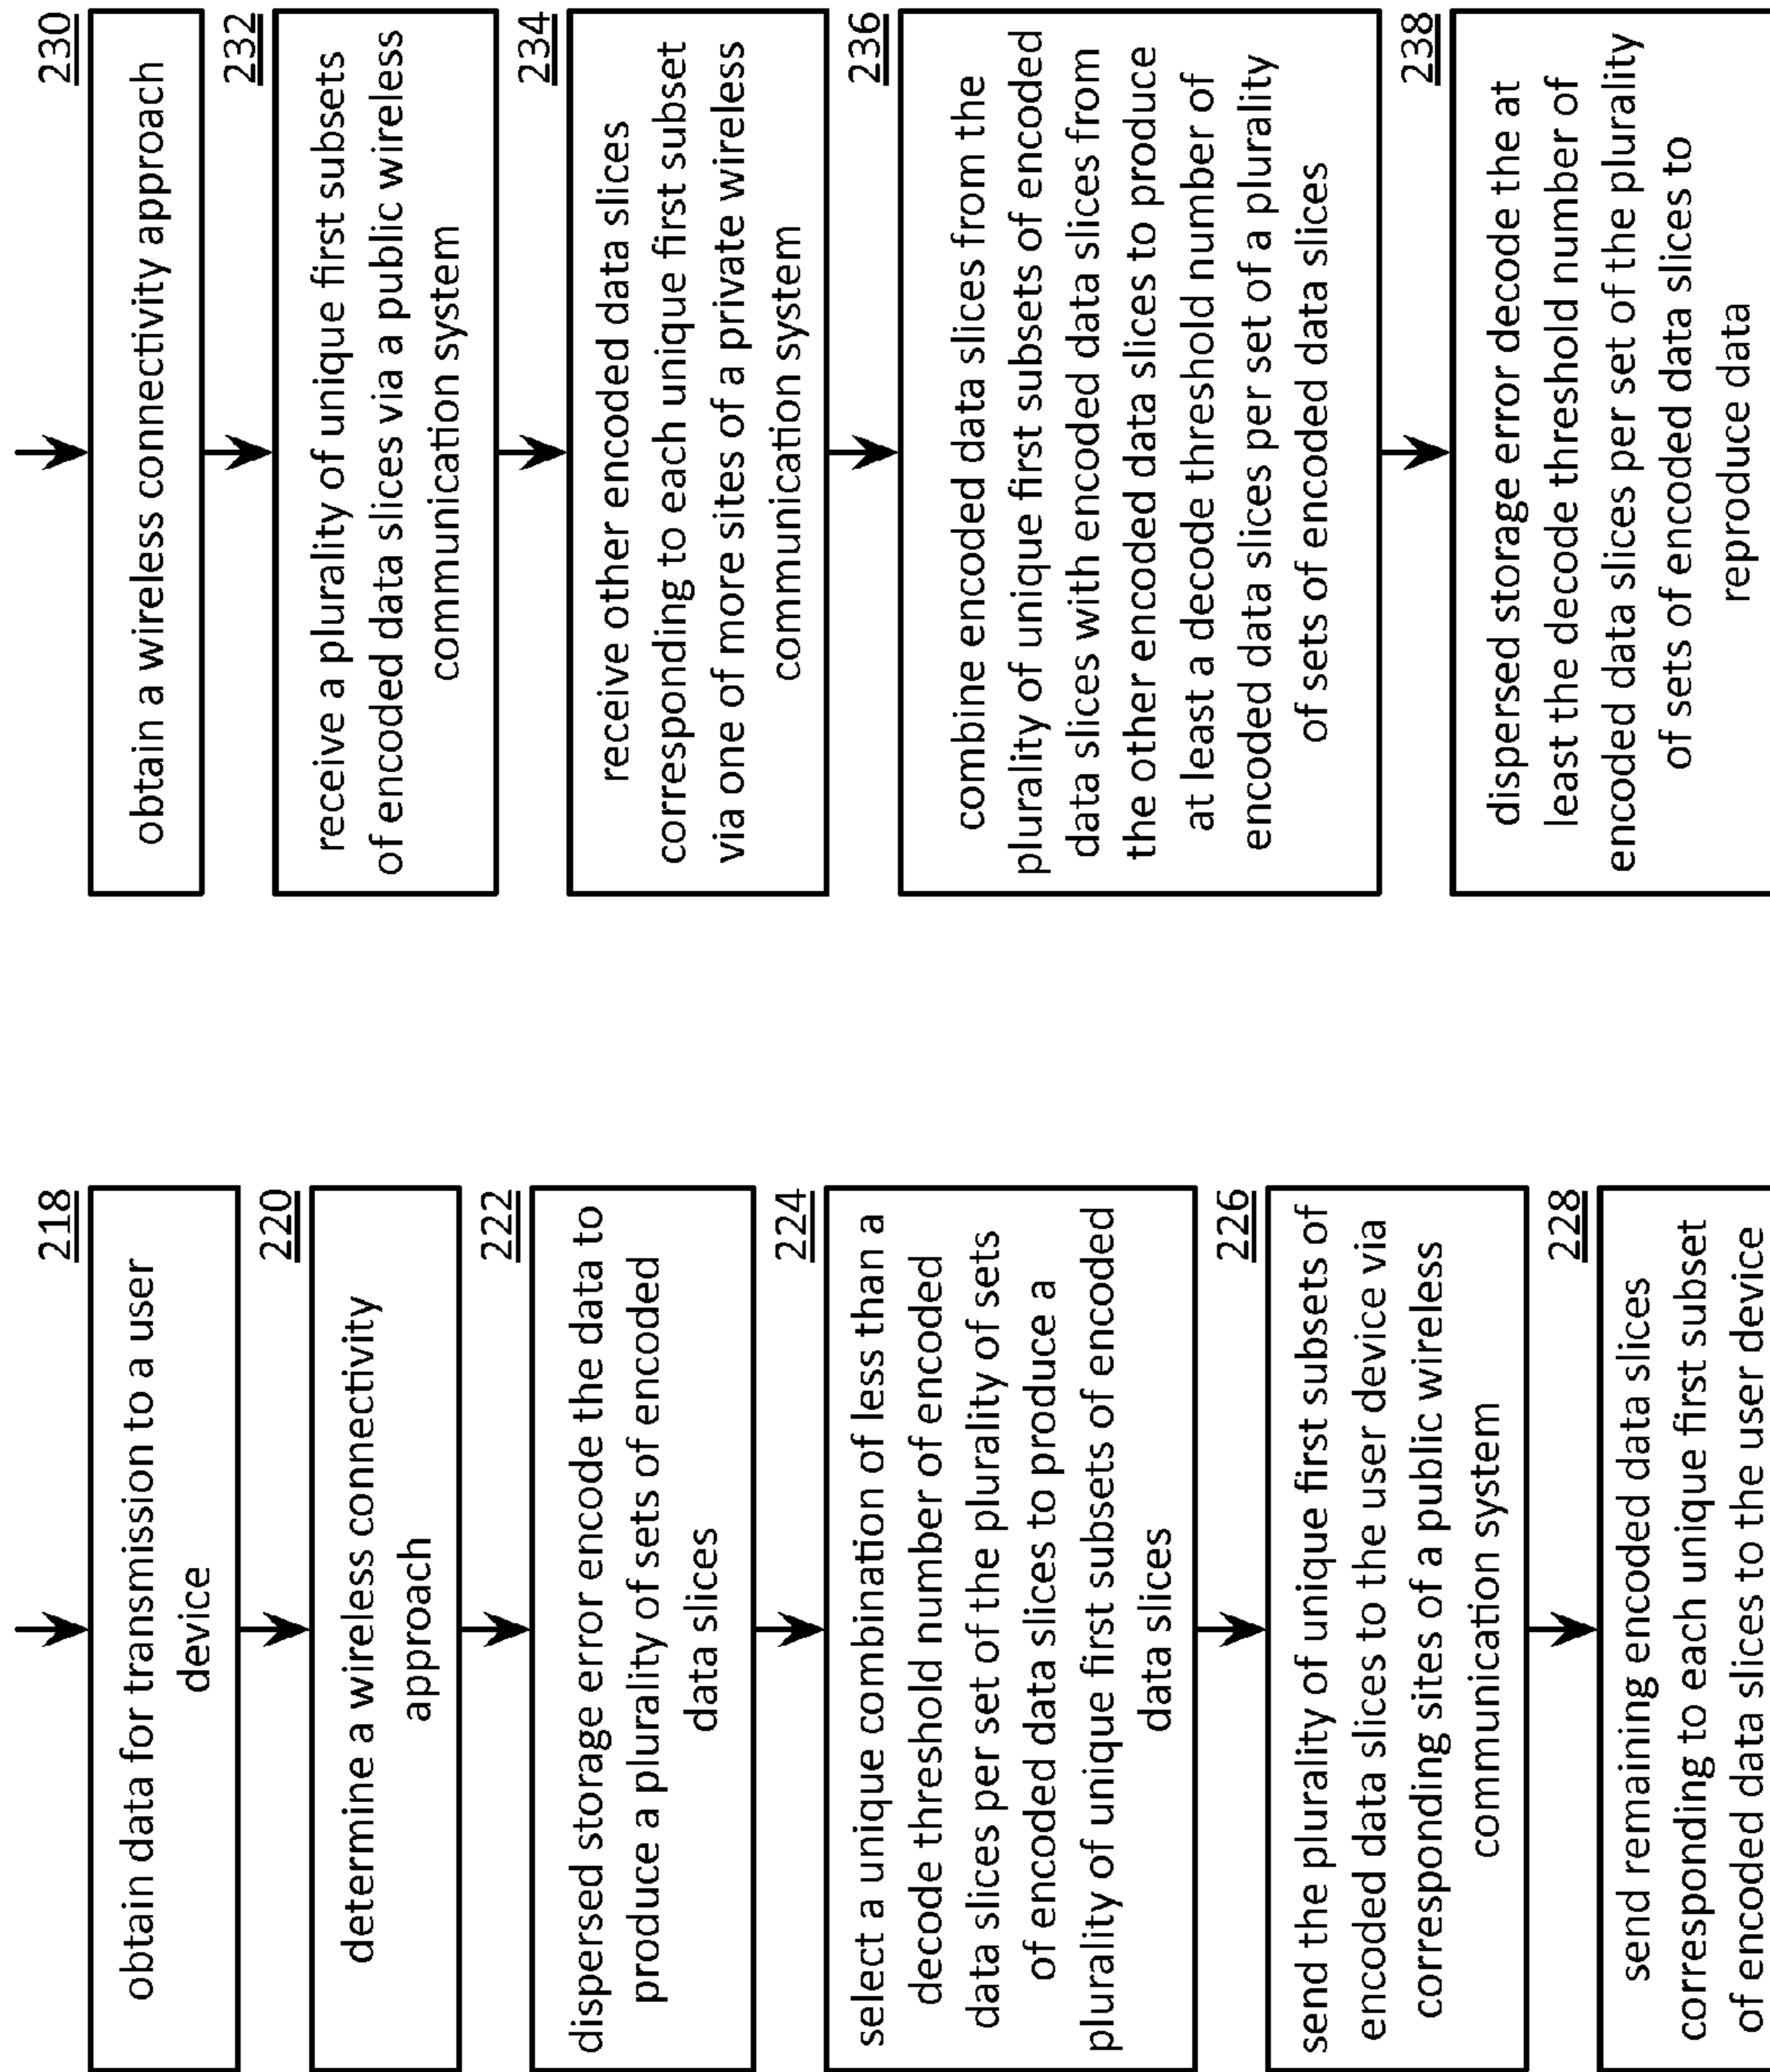 218
obtain data for transmission to a user
device
220
determine a wireless connectivity
approach
222
dispersed storage error encode the data to
produce a plurality of sets of encoded
data slices
224
select a unique combination of less than a
decode threshold number of encoded
data slices per set of the plurality of sets
of encoded data slices to produce a
plurality of unique first subsets of encoded
data slices
226
send the plurality of unique first subsets of
encoded data slices to the user device via
corresponding sites of a public wireless
communication system
228
send remaining encoded data slices
corresponding to each unique first subset
of encoded data slices to the user device
230
obtain a wireless connectivity approach
232
receive a plurality of unique first subsets
of encoded data slices via a public wireless
communication system
234
receive other encoded data slices
corresponding to each unique first subset
via one of more sites of a private wireless
communication system
236
combine encoded data slices from the
plurality of unique first subsets of encoded
data slices with encoded data slices from
the other encoded data slices to produce
at least a decode threshold number of
encoded data slices per set of a plurality
of sets of encoded data slices
238
dispersed storage error decode the at
least the decode threshold number of
encoded data slices per set of the plurality
of sets of encoded data slices to
reproduce data